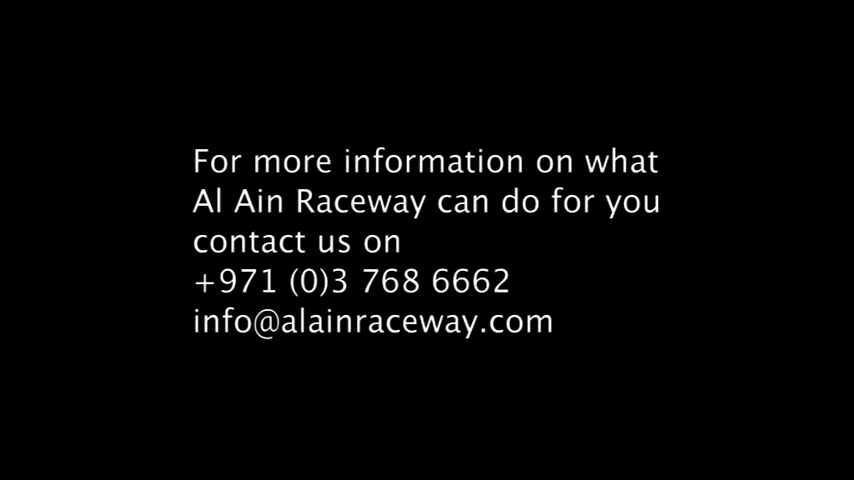 For more information on what
Al Ain Raceway can do for you
contact us on
+971 (0)3 768 6662
info@alainraceway.com